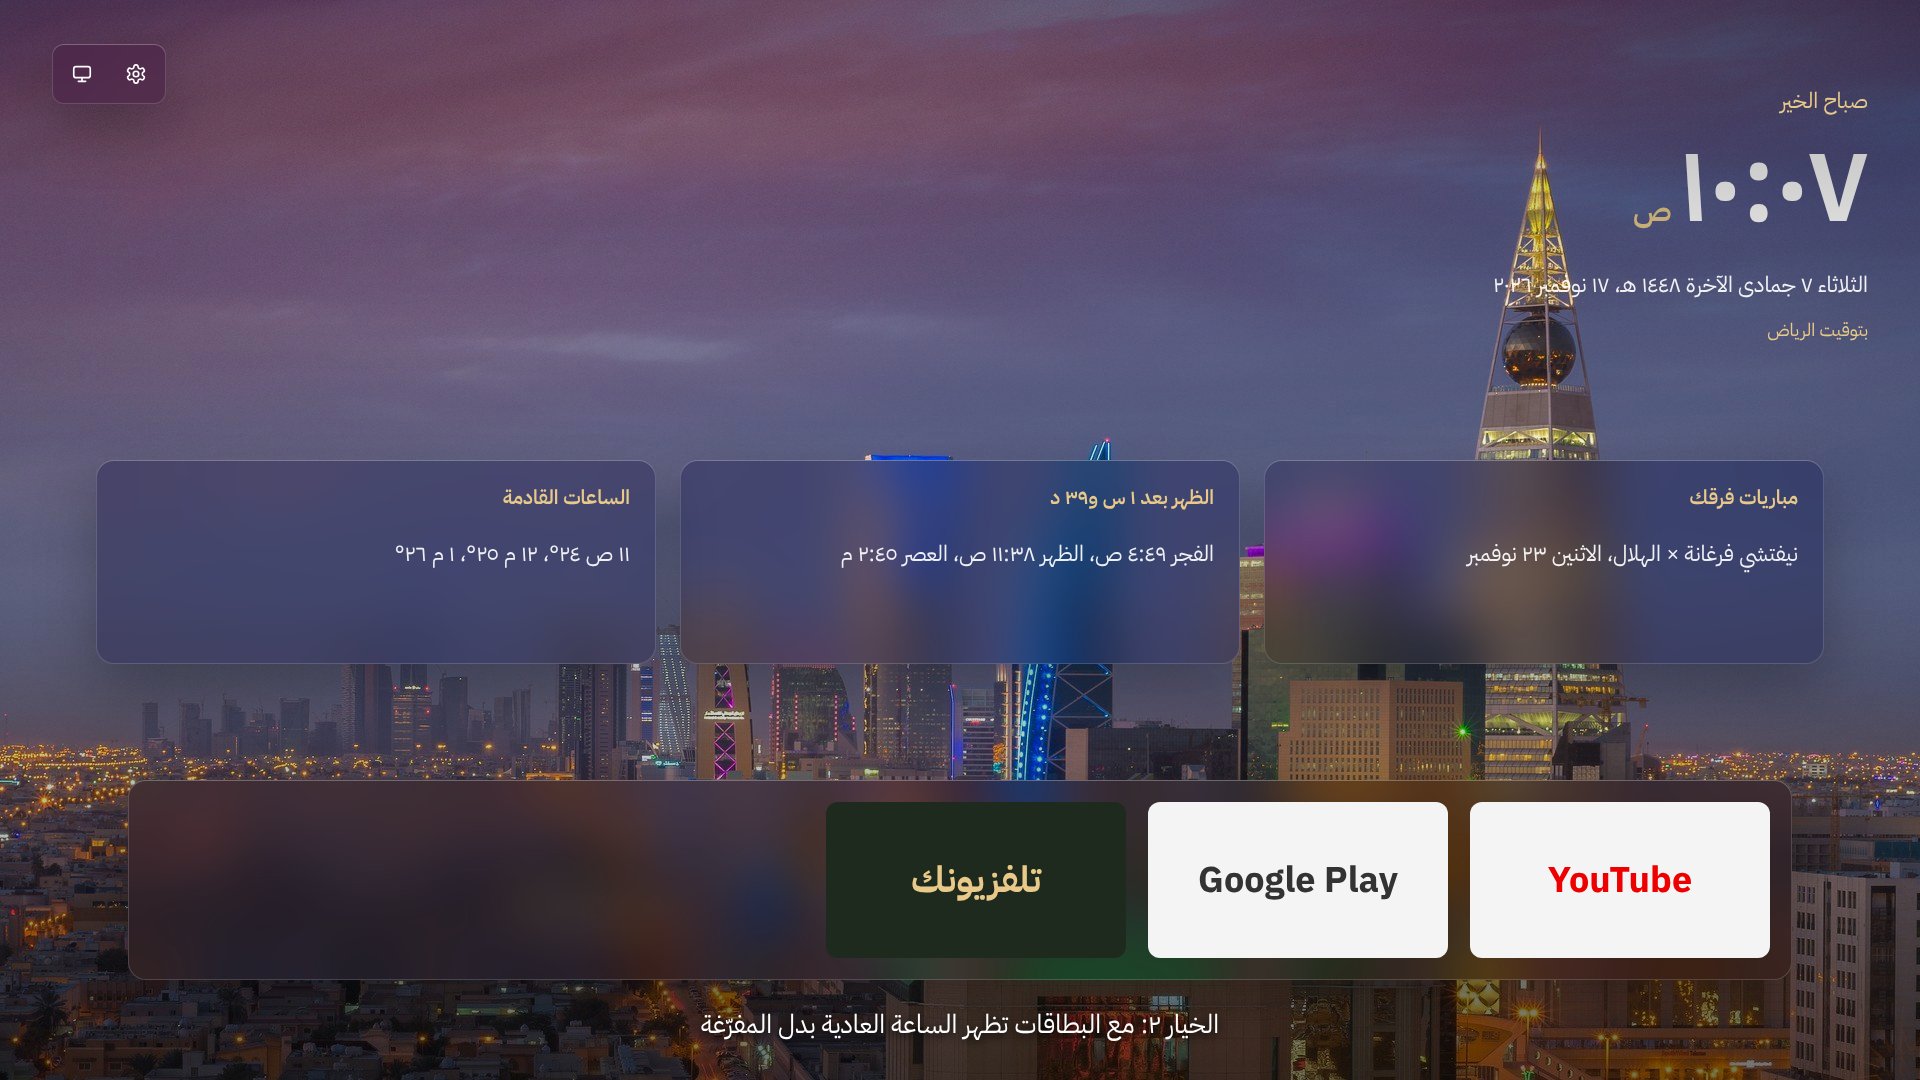 صباح الخير
١٠:٠٧ ص
الثلاثاء ٧ جمادى الآخرة ١٤٤٨ هـ، ١٧ نوفمبر ٢٠٢٦
بتوقيت الرياض
مباريات فرقك
نيفتشي فرغانة × الهلال، الاثنين ٢٣ نوفمبر
الظهر بعد ١ س و٣٩ د
الفجر ٤:٤٩ ص، الظهر ١١:٣٨ ص، العصر ٢:٤٥ م
الساعات القادمة
١١ ص ٢٤°، ١٢ م ٢٥°، ١ م ٢٦°
YouTube
Google Play
تلفزيونك
الخيار ٢: مع البطاقات تظهر الساعة العادية بدل المفرّغة